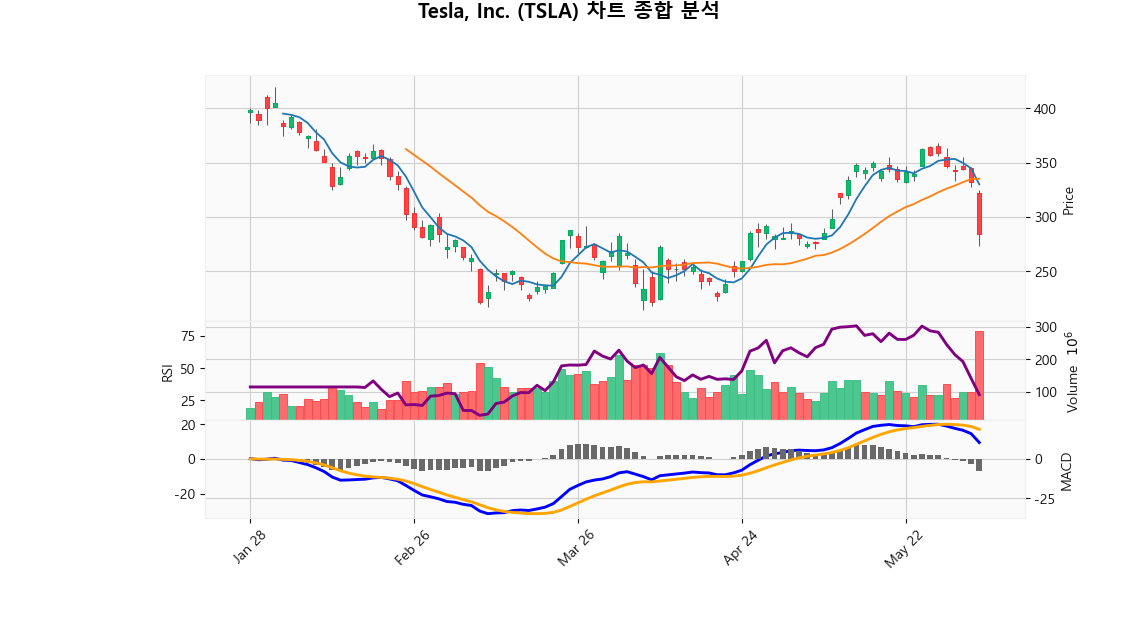 Tesla, Inc. (TSLA) 차트 종합 분석
400
350
300
250
Price
75
50
25
RSI
300
200
100
Volume 10⁶
20
0
-20
0
-25
MACD
Jan 28
Feb 26
Mar 26
Apr 24
May 22